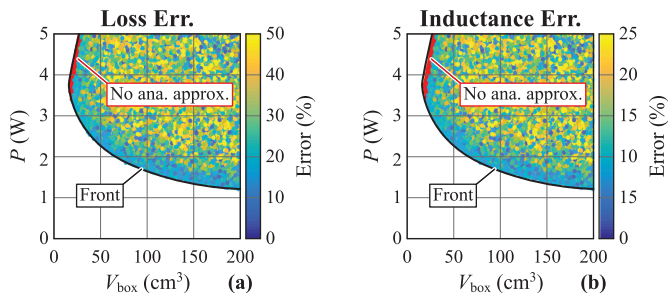 Loss Err.
5
4
3
2
1
0
P (W)
No ana. approx.
Front
0
50
100
150
200
V_box (cm³)
(a)
50
40
30
20
10
0
Error (%)
Inductance Err.
5
4
3
2
1
0
P (W)
No ana. approx.
Front
0
50
100
150
200
V_box (cm³)
(b)
25
20
15
10
5
0
Error (%)